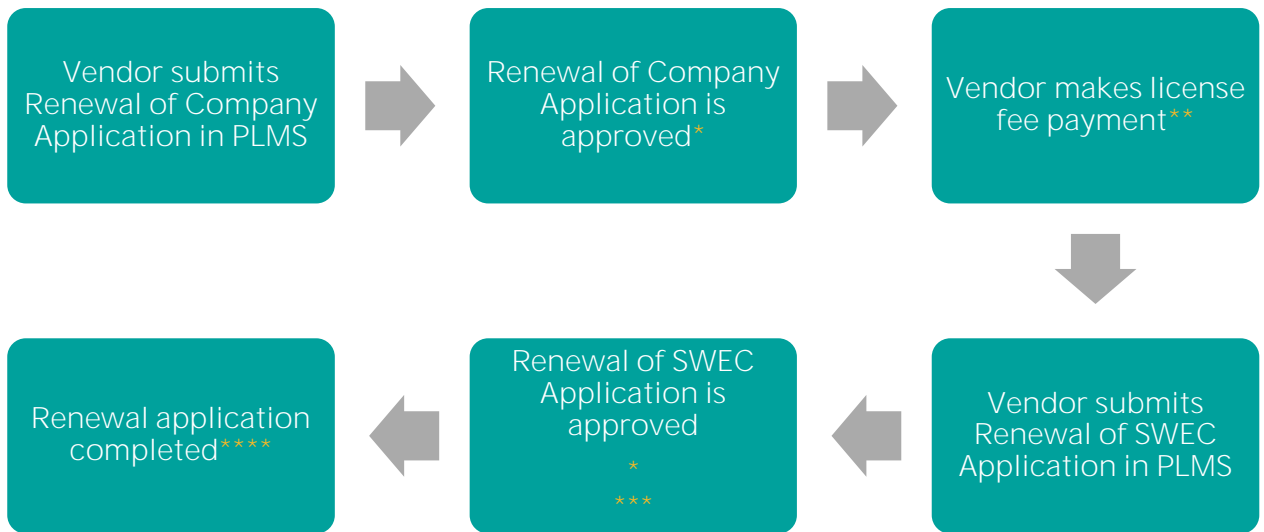 Vendor submits
Renewal of Company
Application in PLMS
Renewal of Company
Application is
approved*
Vendor makes license
fee payment**
Vendor submits
Renewal of SWEC
Application in PLMS
Renewal of SWEC
Application is
approved
*
***
Renewal application
completed****